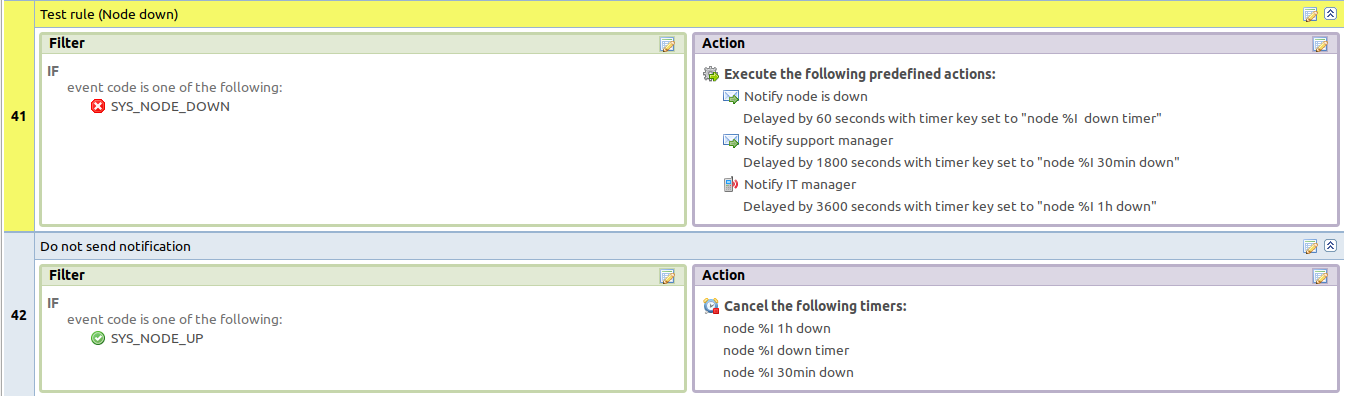 Test rule (Node down)
41
Filter
IF
event code is one of the following:
SYS_NODE_DOWN
Action
Execute the following predefined actions:
Notify node is down
Delayed by 60 seconds with timer key set to "node %I  down timer"
Notify support manager
Delayed by 1800 seconds with timer key set to "node %I 30min down"
Notify IT manager
Delayed by 3600 seconds with timer key set to "node %I 1h down"
Do not send notification
42
Filter
IF
event code is one of the following:
SYS_NODE_UP
Action
Cancel the following timers:
node %I 1h down
node %I down timer
node %I 30min down